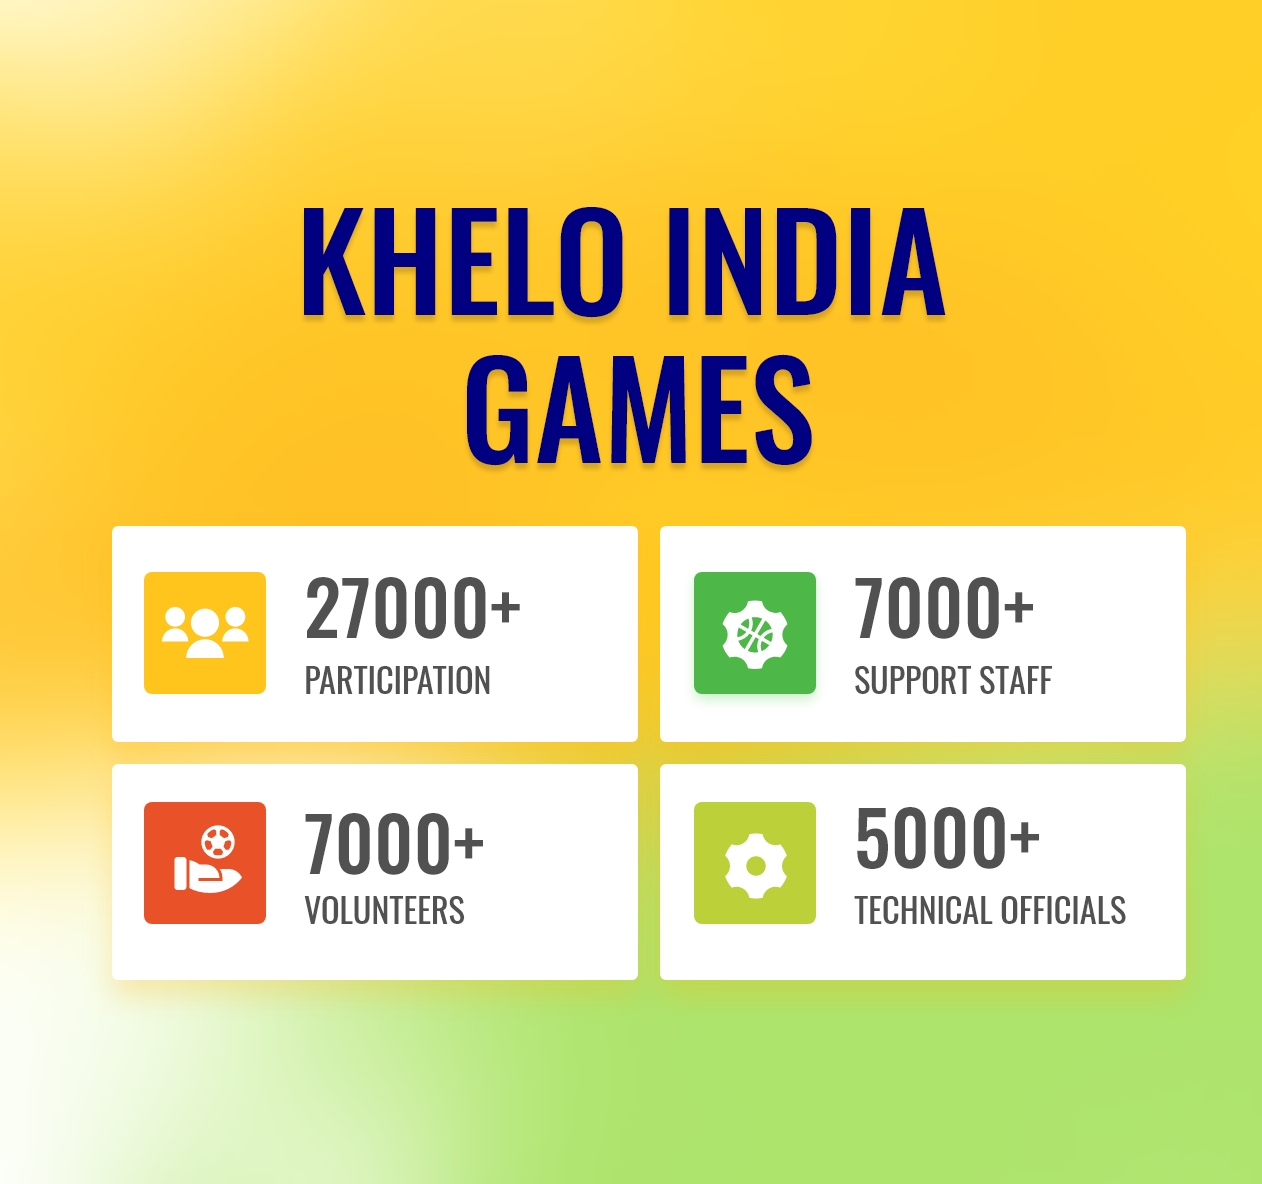 KHELO INDIA
GAMES
27000+
PARTICIPATION
7000+
SUPPORT STAFF
7000+
VOLUNTEERS
5000+
TECHNICAL OFFICIALS